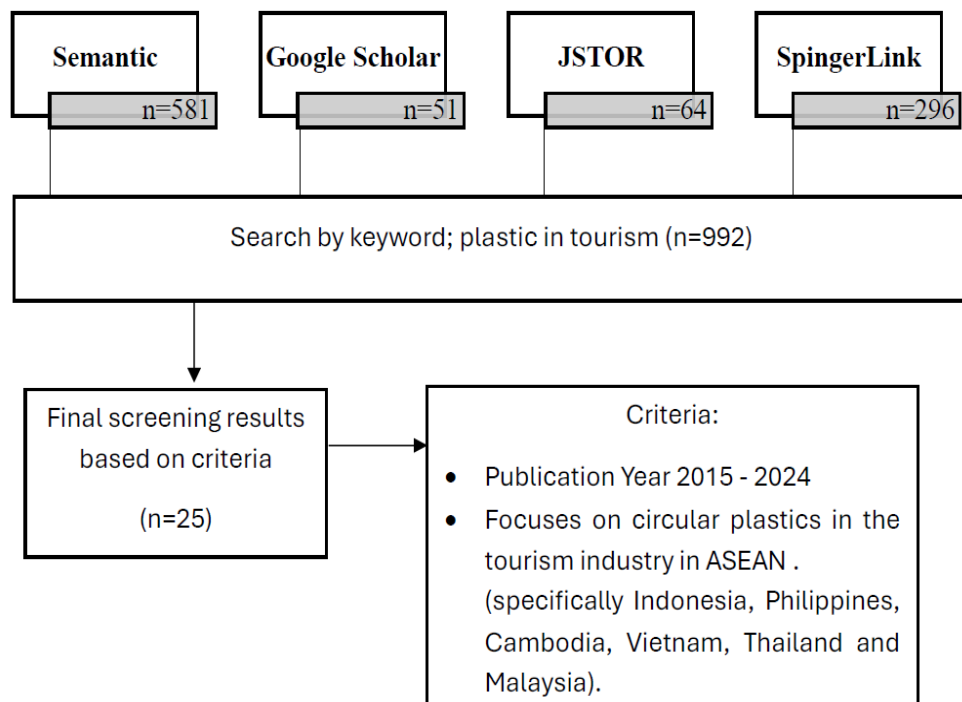 Semantic
n=581
Google Scholar
n=51
JSTOR
n=64
SpingerLink
n=296
Search by keyword; plastic in tourism (n=992)
Final screening results
based on criteria
(n=25)
Criteria:
• Publication Year 2015 - 2024
• Focuses on circular plastics in the
tourism industry in ASEAN .
(specifically Indonesia, Philippines,
Cambodia, Vietnam, Thailand and
Malaysia).